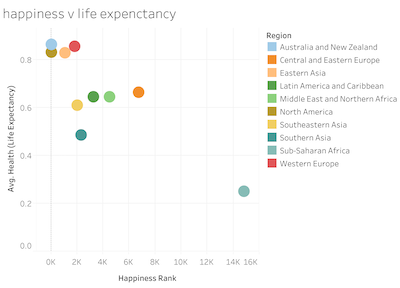 happiness v life expenctancy
Region
Australia and New Zealand
Central and Eastern Europe
Eastern Asia
Latin America and Caribbean
Middle East and Northern Africa
North America
Southeastern Asia
Southern Asia
Sub-Saharan Africa
Western Europe
Avg. Health (Life Expectancy)
0.8
0.6
0.4
0.2
0.0
0K 2K 4K 6K 8K 10K 12K 14K 16K
Happiness Rank